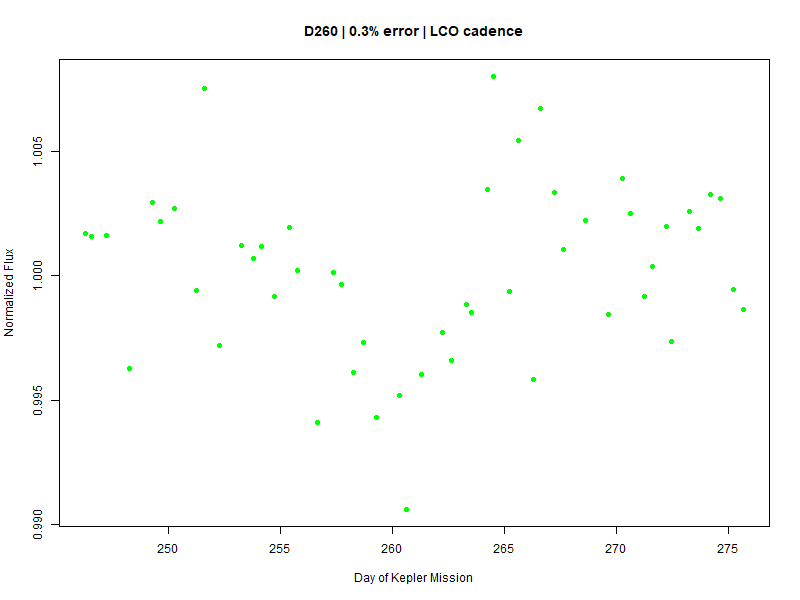 D260 | 0.3% error | LCO cadence
Normalized Flux
1.005
1.000
0.995
0.990
250 255 260 265 270 275
Day of Kepler Mission